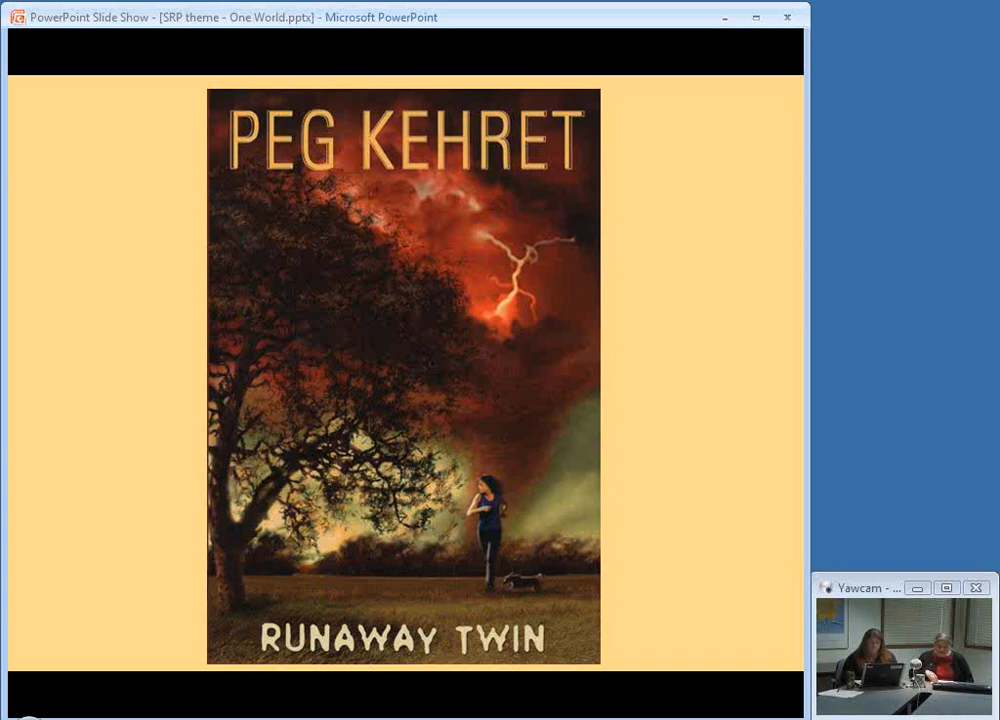 PowerPoint Slide Show - [SRP theme - One World.pptx] - Microsoft PowerPoint
PEG KEHRET
RUNAWAY TWIN
Yawcam - ...